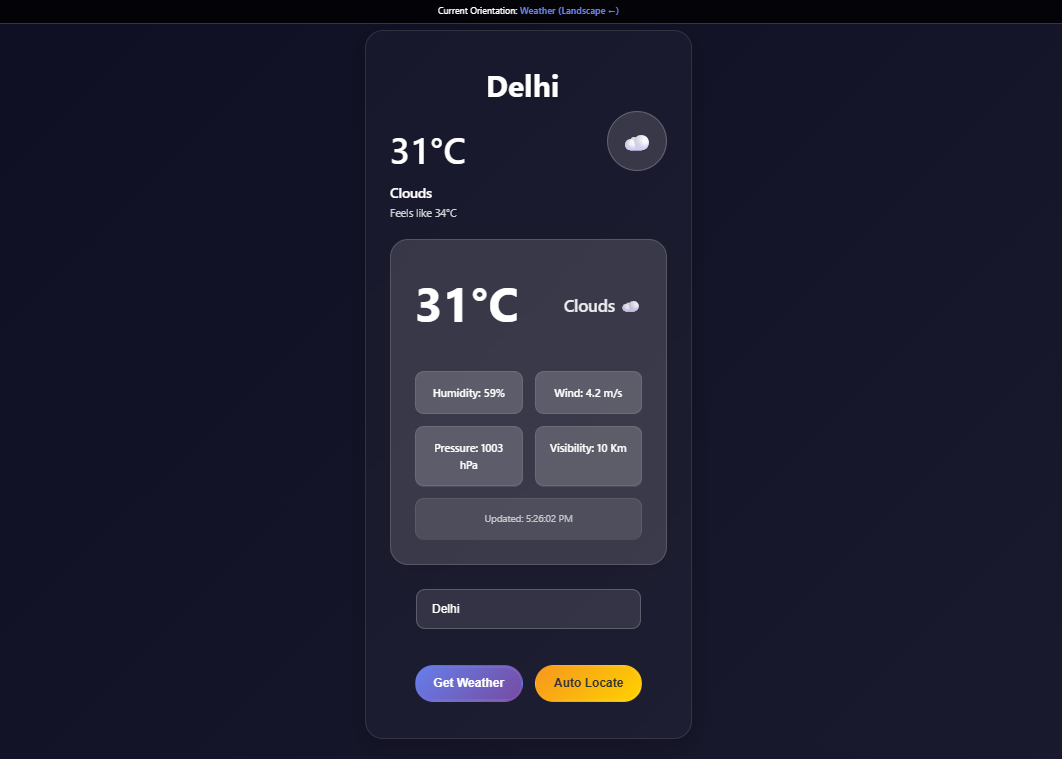 Current Orientation: Weather (Landscape ←)
Delhi
31°C
Clouds
Feels like 34°C
31°C
Clouds
Humidity: 59%
Wind: 4.2 m/s
Pressure: 1003
hPa
Visibility: 10 Km
Updated: 5:26:02 PM
Delhi
Get Weather
Auto Locate